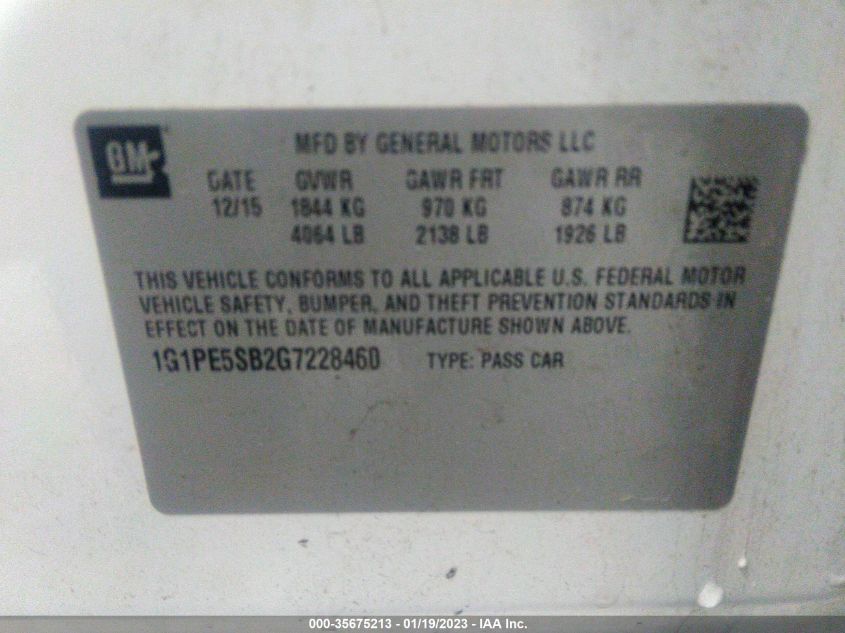 GM
MFD BY GENERAL MOTORS LLC
DATE GVWR GAWR FRT GAWR RR
12/15 1844 KG 970 KG 874 KG
4064 LB 2138 LB 1926 LB
THIS VEHICLE CONFORMS TO ALL APPLICABLE U.S. FEDERAL MOTOR
VEHICLE SAFETY, BUMPER, AND THEFT PREVENTION STANDARDS IN
EFFECT ON THE DATE OF MANUFACTURE SHOWN ABOVE.
1G1PE5SB2G7228460 TYPE: PASS CAR
000-35675213 - 01/19/2023 - IAA Inc.